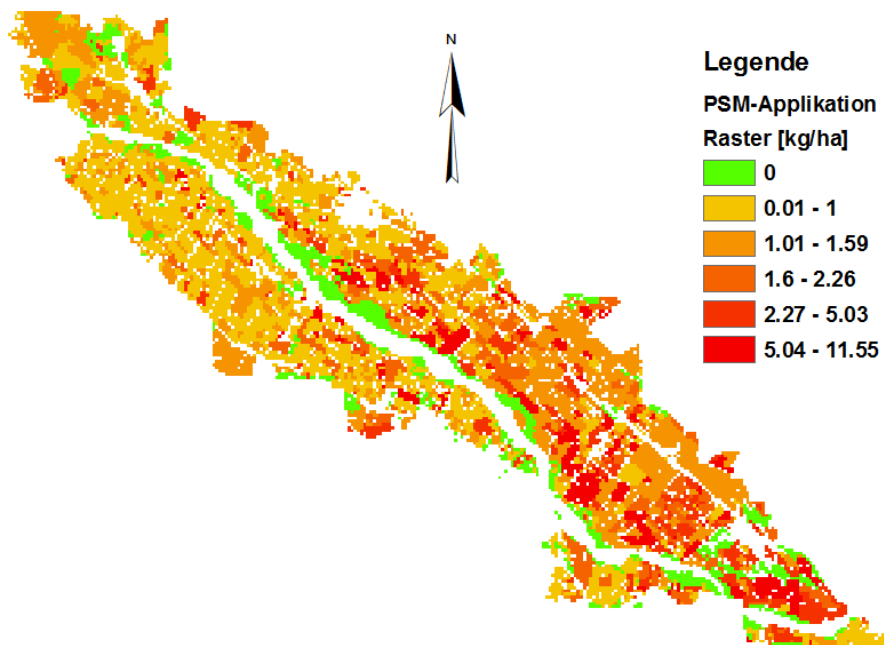 N
Legende
PSM-Applikation
Raster [kg/ha]
0
0.01 - 1
1.01 - 1.59
1.6 - 2.26
2.27 - 5.03
5.04 - 11.55